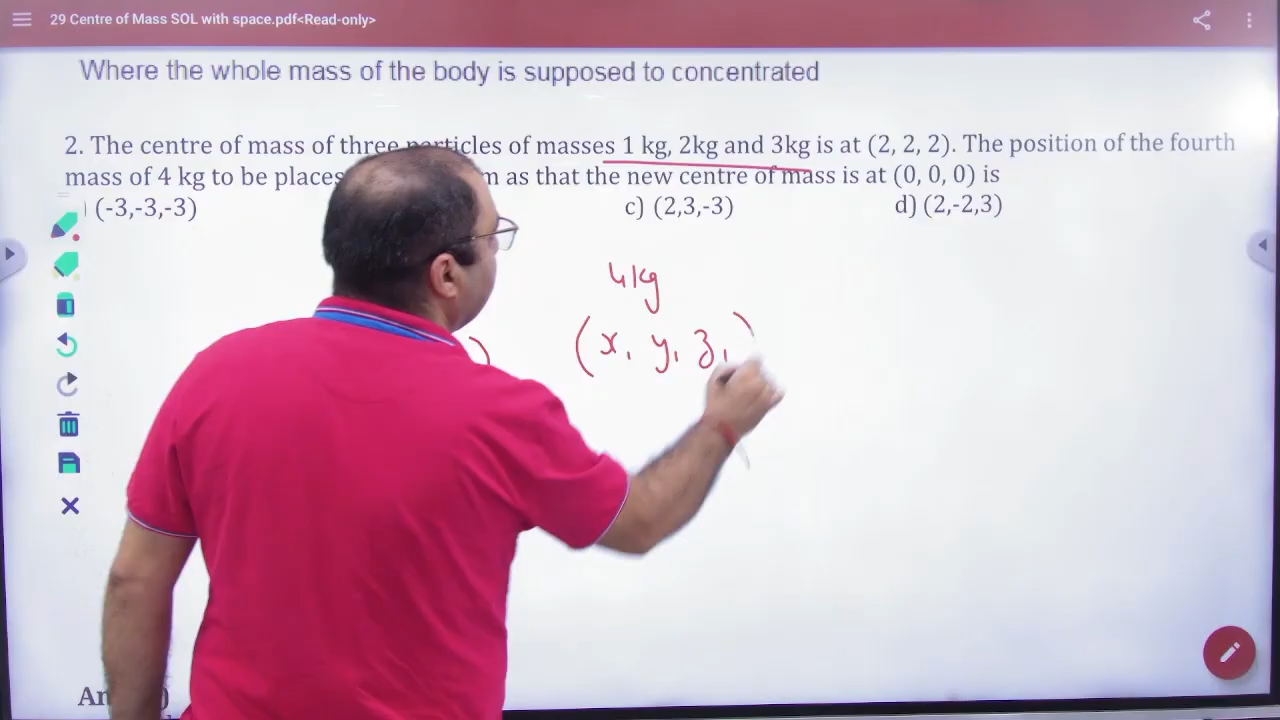 29 Centre of Mass SOL with space.pdf<Read-only>
Where the whole mass of the body is supposed to concentrated
2. The centre of mass of three particles of masses 1 kg, 2kg and 3kg is at (2, 2, 2). The position of the fourth
mass of 4 kg to be places as that the new centre of mass is at (0, 0, 0) is
) (-3,-3,-3) c) (2,3,-3) d) (2,-2,3)
4kg
) (x, y, z, )